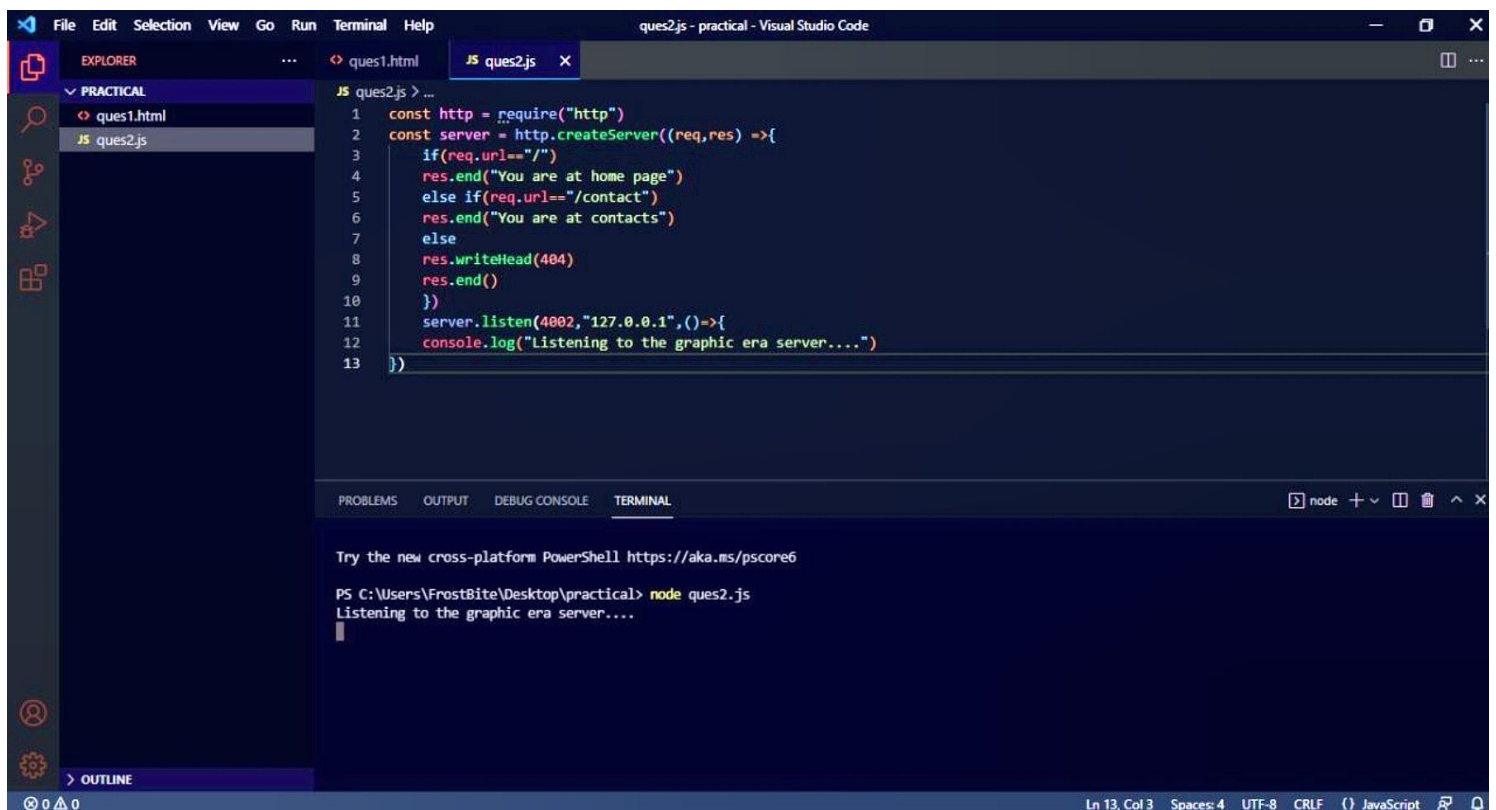 File Edit Selection View Go Run Terminal Help ques2.js - practical - Visual Studio Code
EXPLORER
ques1.html
JS ques2.js
PRACTICAL
ques1.html
JS ques2.js
JS ques2.js > ...
1 const http = require("http")
2 const server = http.createServer((req,res) =>{
3 if(req.url=="/")
4 res.end("You are at home page")
5 else if(req.url=="/contact")
6 res.end("You are at contacts")
7 else
8 res.writeHead(404)
9 res.end()
10 })
11 server.listen(4002,"127.0.0.1",()=>{
12 console.log("Listening to the graphic era server....")
13 })
PROBLEMS OUTPUT DEBUG CONSOLE TERMINAL
node
Try the new cross-platform PowerShell https://aka.ms/pscore6
PS C:\Users\FrostBite\Desktop\practical> node ques2.js
Listening to the graphic era server....
OUTLINE
0 0 Ln 13, Col 3 Spaces: 4 UTF-8 CRLF {} JavaScript